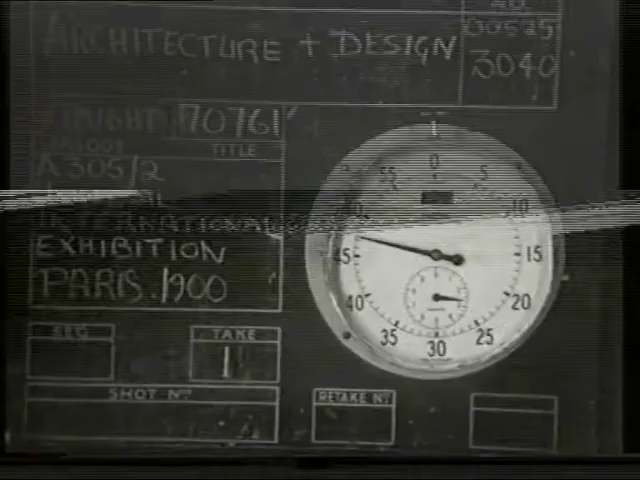 ARCHITECTURE + DESIGN
00525
3040
70761
TITLE
A305/2
INTERNATIONAL
EXHIBITION
PARIS.1900
TAKE
1
SHOT No
RETAKE No
0
5
10
15
20
25
30
35
40
45
55